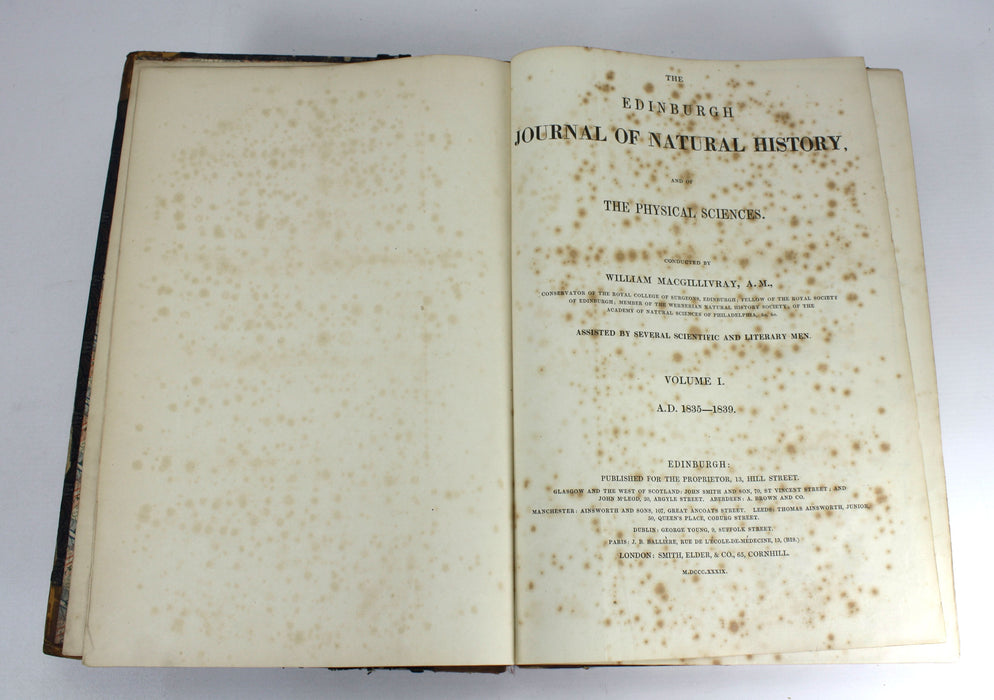 THE
EDINBURGH
JOURNAL OF NATURAL HISTORY,
AND OF
THE PHYSICAL SCIENCES.
CONDUCTED BY
WILLIAM MACGILLIVRAY, A.M.,
CONSERVATOR OF THE ROYAL COLLEGE OF SURGEONS, EDINBURGH; FELLOW OF THE ROYAL SOCIETY
OF EDINBURGH; MEMBER OF THE WERNERIAN NATURAL HISTORY SOCIETY, OF THE
ACADEMY OF NATURAL SCIENCES OF PHILADELPHIA, &c. &c.
ASSISTED BY SEVERAL SCIENTIFIC AND LITERARY MEN.
VOLUME I.
A.D. 1835—1839.
EDINBURGH:
PUBLISHED FOR THE PROPRIETOR, 13, HILL STREET.
GLASGOW AND THE WEST OF SCOTLAND: JOHN SMITH AND SON, 70, ST VINCENT STREET; AND
JOHN M'LEOD, 20, ARGYLE STREET. ABERDEEN: A. BROWN AND CO.
MANCHESTER: AINSWORTH AND SONS, 107, GREAT ANCOATS STREET. LEEDS: THOMAS AINSWORTH, JUNIOR,
50, QUEEN'S PLACE, COBURG STREET.
DUBLIN: GEORGE YOUNG, 9, SUFFOLK STREET.
PARIS: J. B. BALLIERE, RUE DE L'ECOLE-DE-MEDECINE, 13, (BIS.)
LONDON: SMITH, ELDER, & CO., 65, CORNHILL.
M.DCCC.XXXIX.